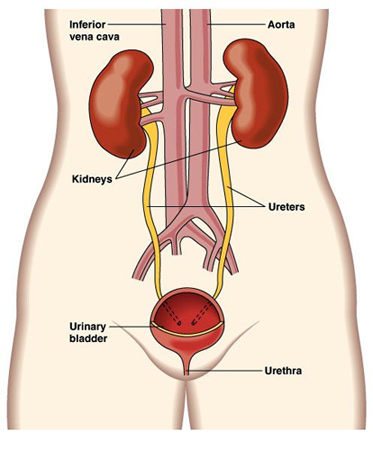 Inferior
vena cava
Aorta
Kidneys
Ureters
Urinary
bladder
Urethra